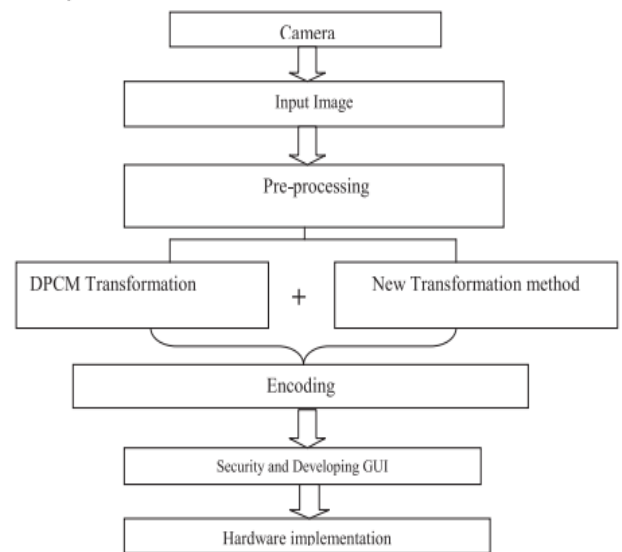 Camera
Input Image
Pre-processing
DPCM Transformation
+
New Transformation method
Encoding
Security and Developing GUI
Hardware implementation